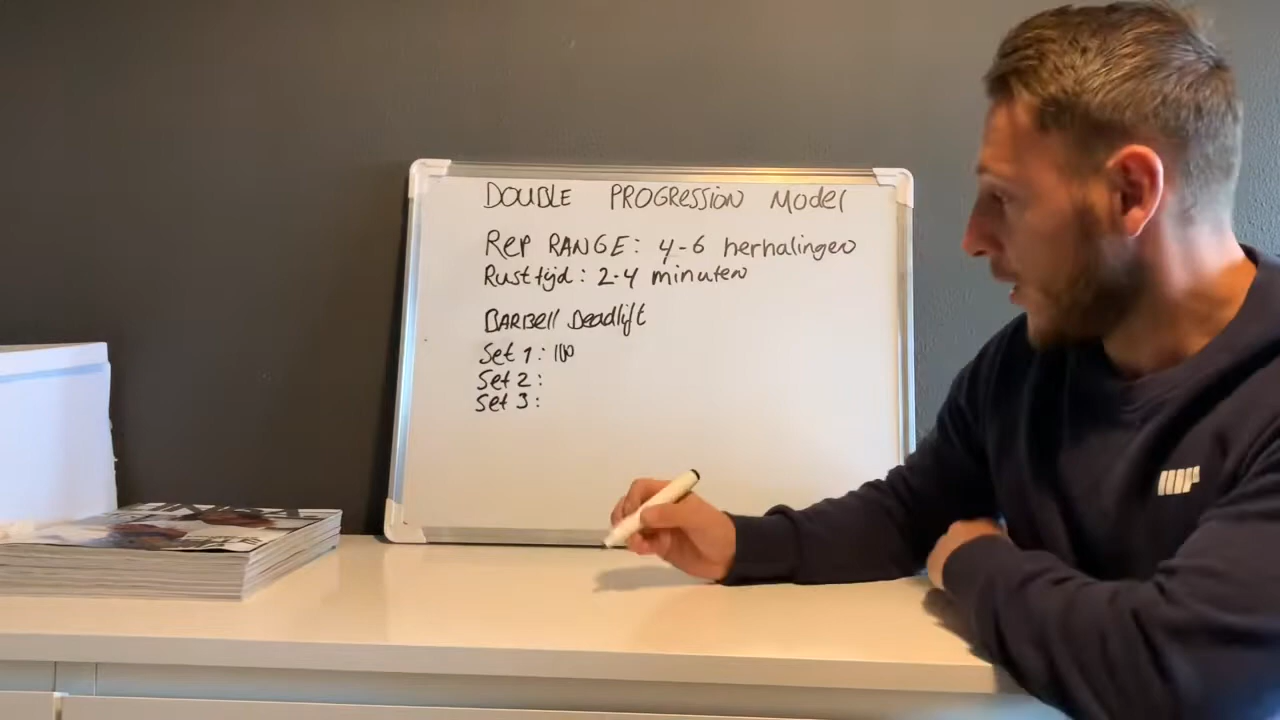 DOUBLE PROGRESSION Model
Rep RANGE: 4-6 herhalingen
Rusttijd: 2-4 minuten
BARBell Deadlift
Set 1: 100
Set 2:
Set 3: